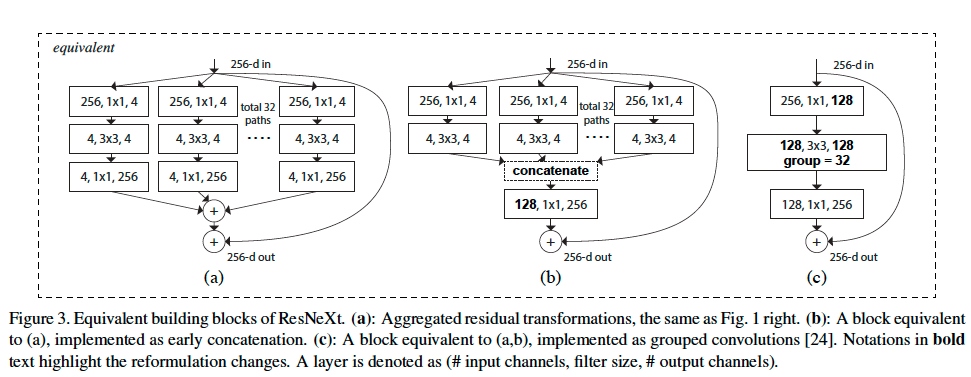 equivalent
256-d in
256, 1x1, 4
256, 1x1, 4
total 32
paths
256, 1x1, 4
4, 3x3, 4
4, 3x3, 4
....
4, 3x3, 4
4, 1x1, 256
4, 1x1, 256
4, 1x1, 256
+
+
256-d out
(a)
256-d in
256, 1x1, 4
256, 1x1, 4
total 32
paths
256, 1x1, 4
4, 3x3, 4
4, 3x3, 4
....
4, 3x3, 4
concatenate
128, 1x1, 256
+
256-d out
(b)
256-d in
256, 1x1, 128
128, 3x3, 128
group = 32
128, 1x1, 256
+
256-d out
(c)
Figure 3. Equivalent building blocks of ResNeXt. (a): Aggregated residual transformations, the same as Fig. 1 right. (b): A block equivalent
to (a), implemented as early concatenation. (c): A block equivalent to (a,b), implemented as grouped convolutions [24]. Notations in bold
text highlight the reformulation changes. A layer is denoted as (# input channels, filter size, # output channels).